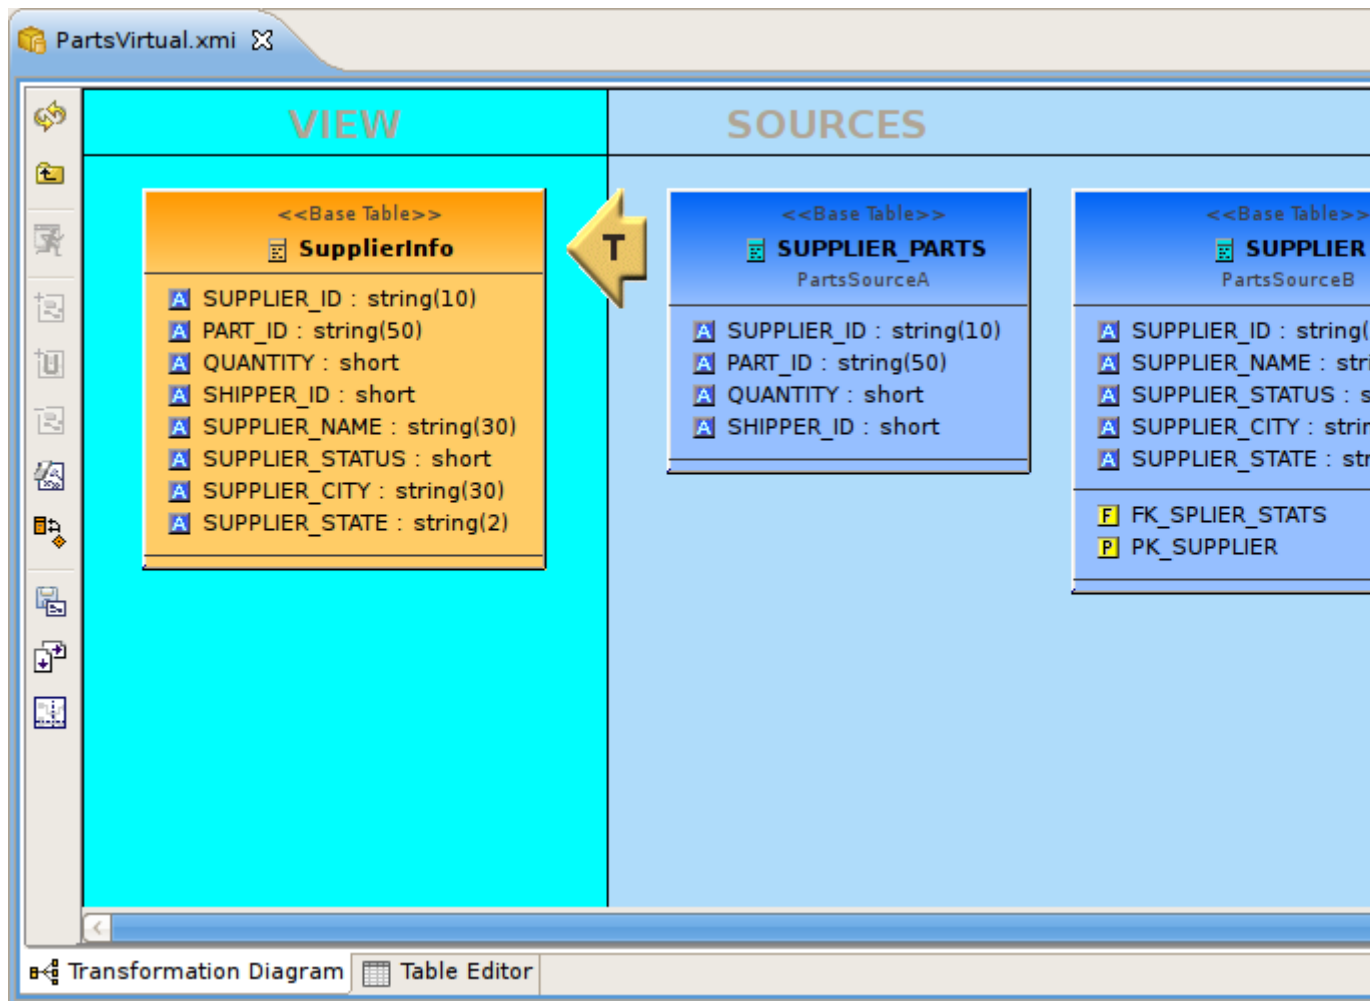 PartsVirtual.xmi
VIEW
SOURCES
<<Base Table>>
SupplierInfo
SUPPLIER_ID : string(10)
PART_ID : string(50)
QUANTITY : short
SHIPPER_ID : short
SUPPLIER_NAME : string(30)
SUPPLIER_STATUS : short
SUPPLIER_CITY : string(30)
SUPPLIER_STATE : string(2)
T
<<Base Table>>
SUPPLIER_PARTS
PartsSourceA
SUPPLIER_ID : string(10)
PART_ID : string(50)
QUANTITY : short
SHIPPER_ID : short
<<Base Table>>
SUPPLIER
PartsSourceB
SUPPLIER_ID : string(
SUPPLIER_NAME : stri
SUPPLIER_STATUS : s
SUPPLIER_CITY : strin
SUPPLIER_STATE : str
F FK_SPLIER_STATS
P PK_SUPPLIER
Transformation Diagram
Table Editor